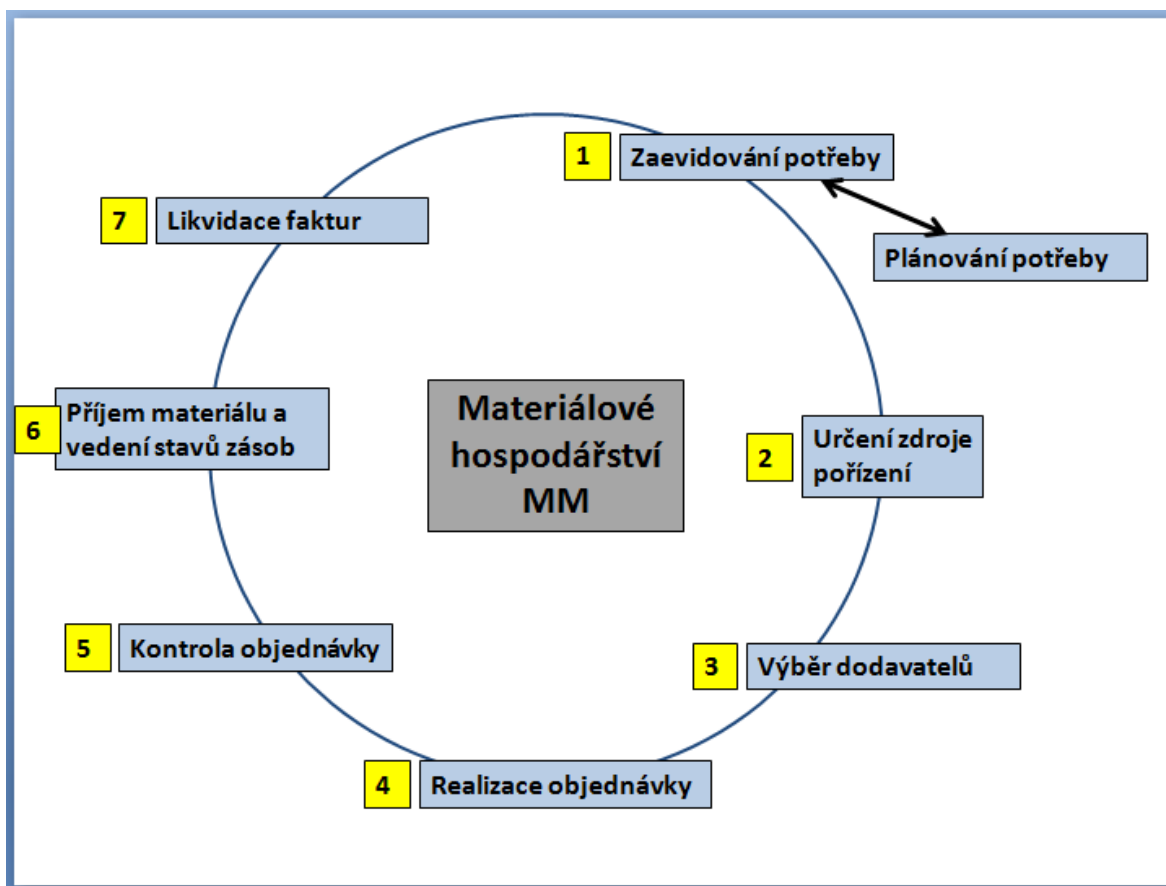 1 Zaevidování potřeby
Plánování potřeby
2 Určení zdroje
pořízení
3 Výběr dodavatelů
4 Realizace objednávky
5 Kontrola objednávky
6 Příjem materiálu a
vedení stavů zásob
7 Likvidace faktur
Materiálové
hospodářství
MM